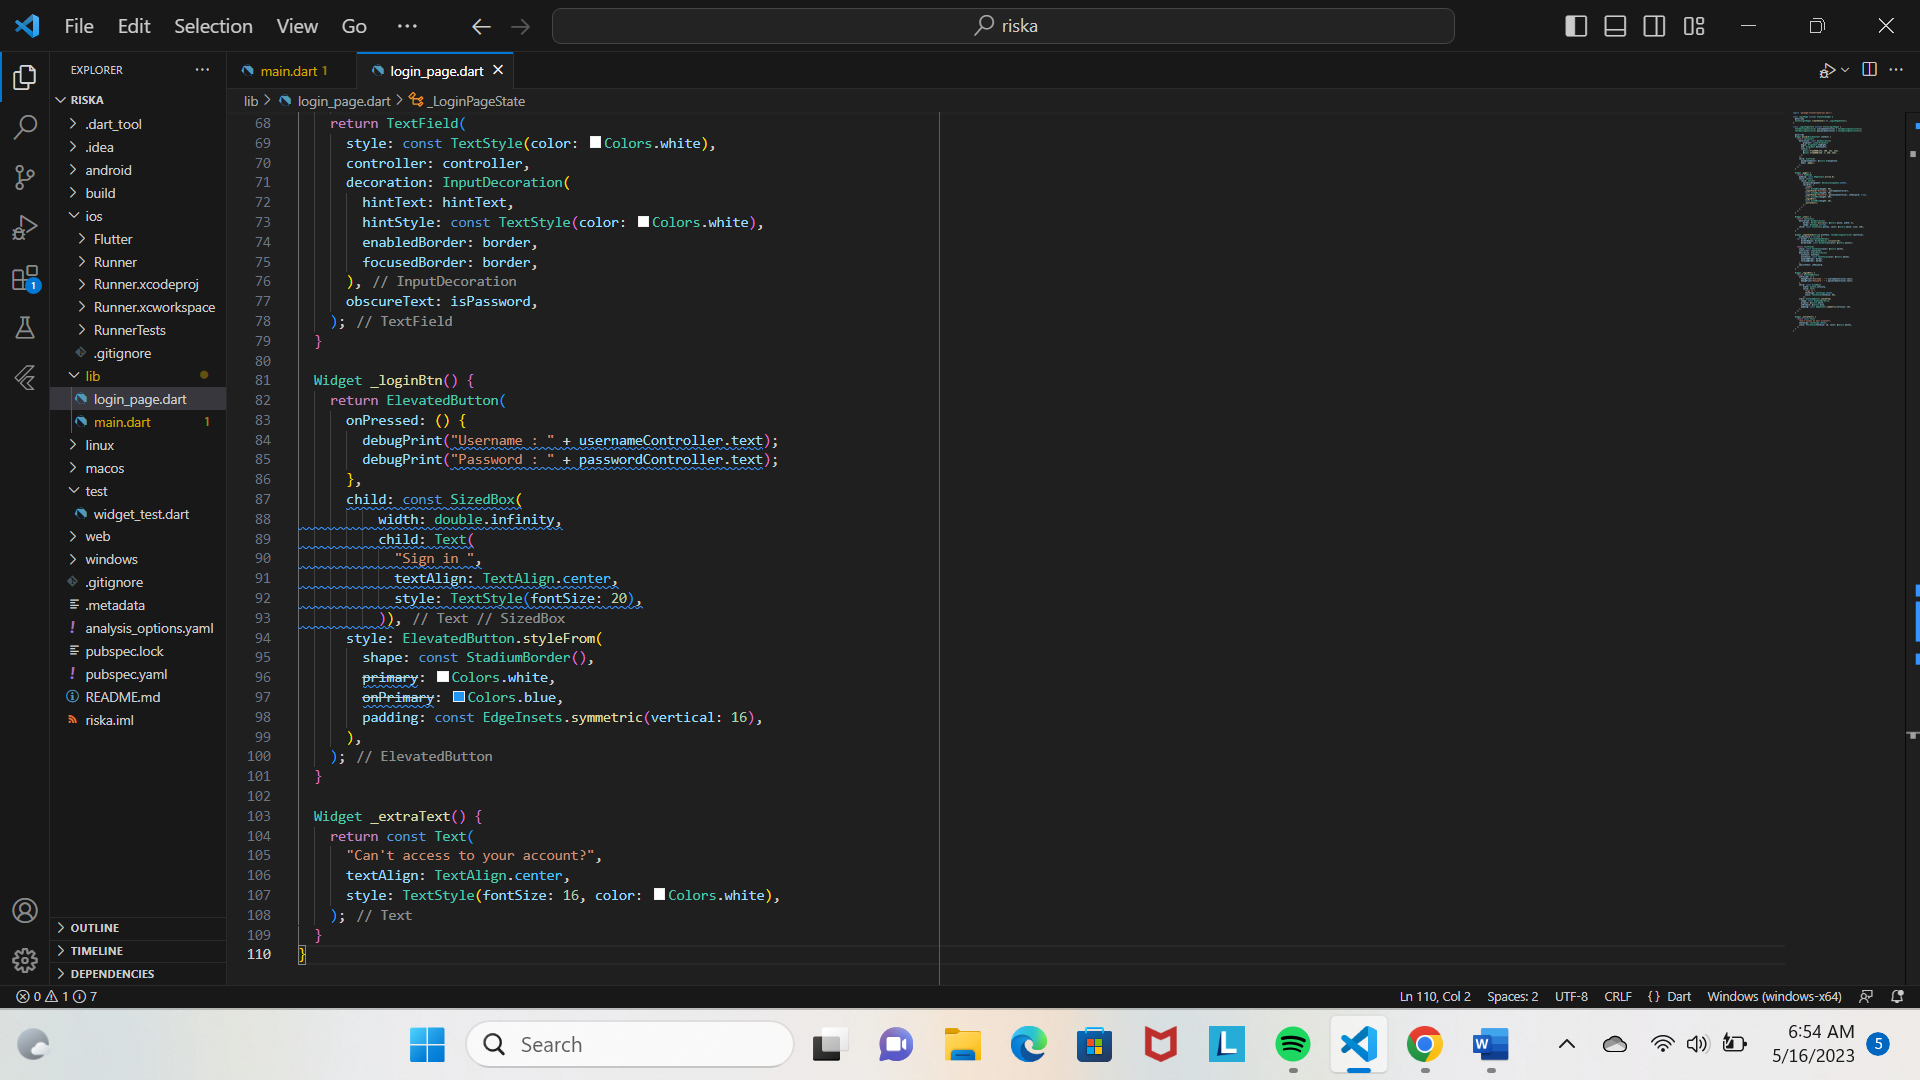 File Edit Selection View Go ··· riska
EXPLORER ···
RISKA
.dart_tool
.idea
android
build
ios
Flutter
Runner
Runner.xcodeproj
Runner.xcworkspace
RunnerTests
.gitignore
lib
login_page.dart
main.dart 1
linux
macos
test
widget_test.dart
web
windows
.gitignore
.metadata
analysis_options.yaml
pubspec.lock
pubspec.yaml
README.md
riska.iml
OUTLINE
TIMELINE
DEPENDENCIES
main.dart 1 login_page.dart
lib > login_page.dart > _LoginPageState
68 return TextField(
69 style: const TextStyle(color: Colors.white),
70 controller: controller,
71 decoration: InputDecoration(
72 hintText: hintText,
73 hintStyle: const TextStyle(color: Colors.white),
74 enabledBorder: border,
75 focusedBorder: border,
76 ), // InputDecoration
77 obscureText: isPassword,
78 ); // TextField
79 }
80
81 Widget _loginBtn() {
82 return ElevatedButton(
83 onPressed: () {
84 debugPrint("Username : " + usernameController.text);
85 debugPrint("Password : " + passwordController.text);
86 },
87 child: const SizedBox(
88 width: double.infinity,
89 child: Text(
90 "Sign in ",
91 textAlign: TextAlign.center,
92 style: TextStyle(fontSize: 20),
93 )), // Text // SizedBox
94 style: ElevatedButton.styleFrom(
95 shape: const StadiumBorder(),
96 primary: Colors.white,
97 onPrimary: Colors.blue,
98 padding: const EdgeInsets.symmetric(vertical: 16),
99 ),
100 ); // ElevatedButton
101 }
102
103 Widget _extraText() {
104 return const Text(
105 "Can't access to your account?",
106 textAlign: TextAlign.center,
107 style: TextStyle(fontSize: 16, color: Colors.white),
108 ); // Text
109 }
110 }
1
0 1 7 Ln 110, Col 2 Spaces: 2 UTF-8 CRLF {} Dart Windows (windows-x64)
Search L W 6:54 AM
5/16/2023 5